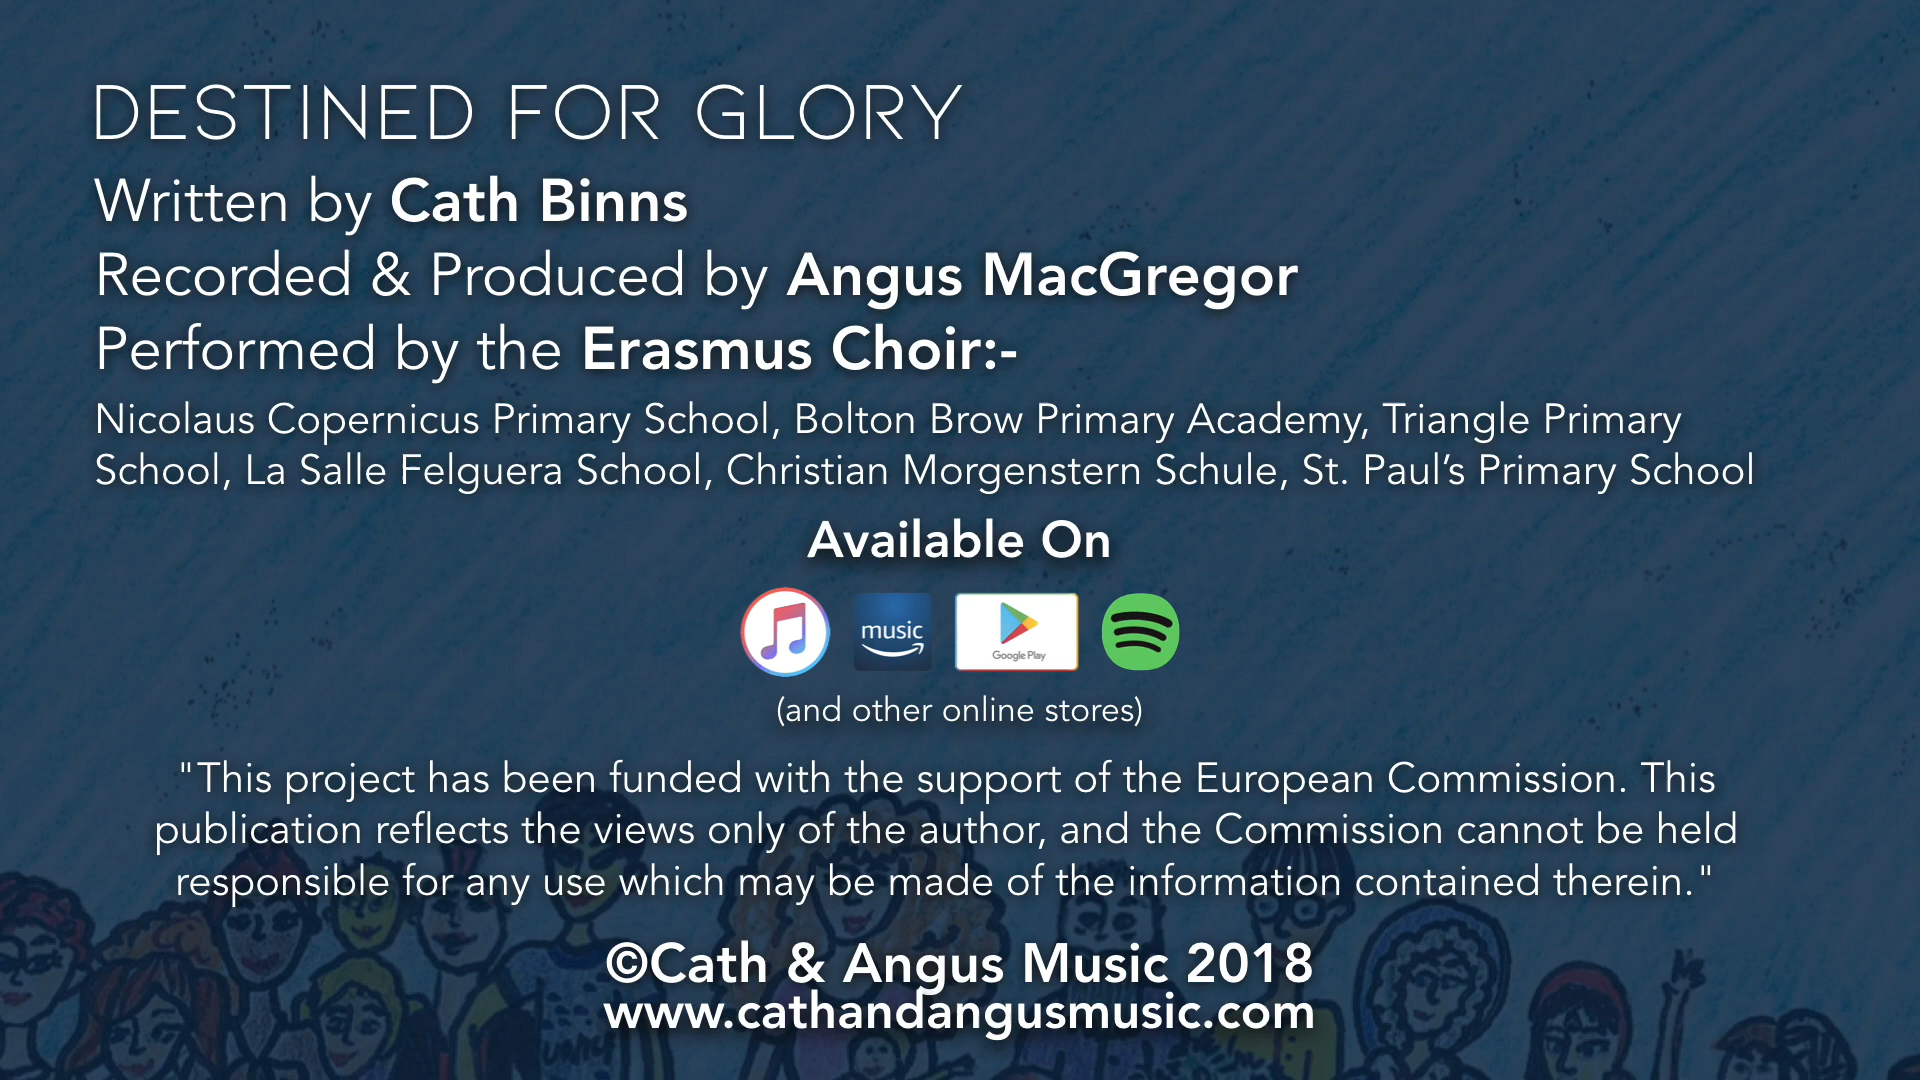 DESTINED FOR GLORY
Written by Cath Binns
Recorded & Produced by Angus MacGregor
Performed by the Erasmus Choir:-
Nicolaus Copernicus Primary School, Bolton Brow Primary Academy, Triangle Primary
School, La Salle Felguera School, Christian Morgenstern Schule, St. Paul’s Primary School
Available On
music
Google Play
(and other online stores)
"This project has been funded with the support of the European Commission. This
publication reflects the views only of the author, and the Commission cannot be held
responsible for any use which may be made of the information contained therein."
©Cath & Angus Music 2018
www.cathandangusmusic.com